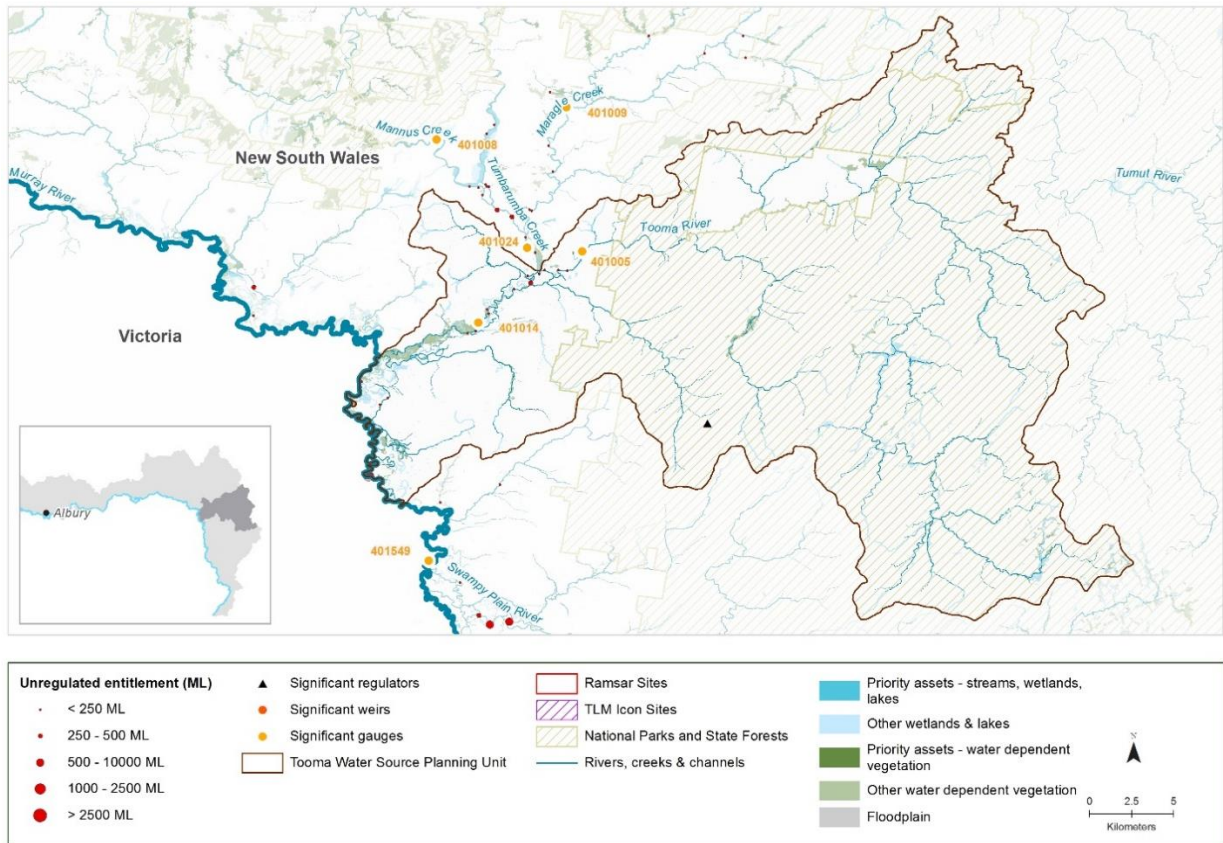 Maragle Creek
401009
Mannus Creek
401008
New South Wales
Tumbarumba Creek
Murray River
Tumut River
Tooma River
401024
401005
401014
Victoria
Albury
401549
Swampy Plain River
Unregulated entitlement (ML)
< 250 ML
250 - 500 ML
500 - 10000 ML
1000 - 2500 ML
> 2500 ML
Significant regulators
Significant weirs
Significant gauges
Tooma Water Source Planning Unit
Ramsar Sites
TLM Icon Sites
National Parks and State Forests
Rivers, creeks & channels
Priority assets - streams, wetlands,
lakes
Other wetlands & lakes
Priority assets - water dependent
vegetation
Other water dependent vegetation
Floodplain
N
0 2.5 5
Kilometers